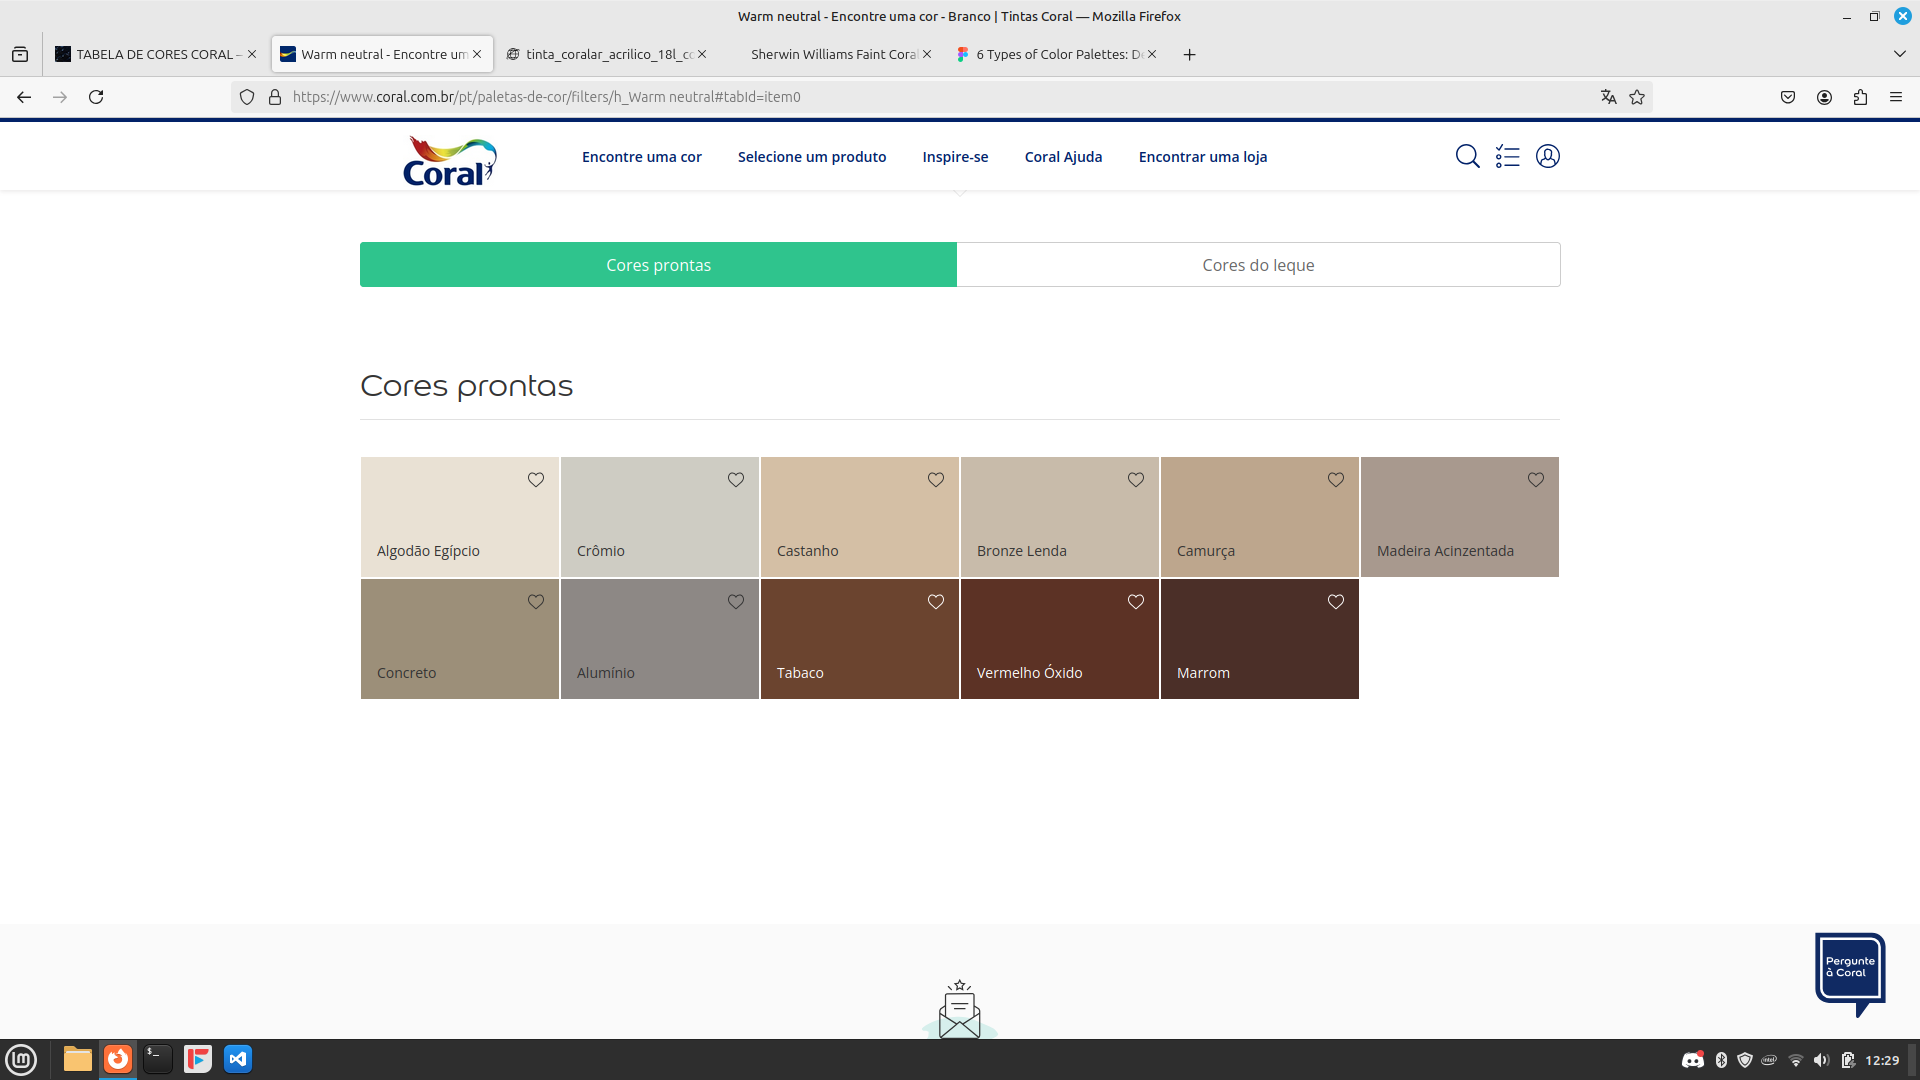 Warm neutral - Encontre uma cor - Branco | Tintas Coral — Mozilla Firefox
TABELA DE CORES CORAL –
Warm neutral - Encontre um
tinta_coralar_acrilico_18l_cc
Sherwin Williams Faint Coral
6 Types of Color Palettes: De
https://www.coral.com.br/pt/paletas-de-cor/filters/h_Warm neutral#tabId=item0
Coral
Encontre uma cor
Selecione um produto
Inspire-se
Coral Ajuda
Encontrar uma loja
Cores prontas
Cores do leque
Cores prontas
Algodão Egípcio
Crômio
Castanho
Bronze Lenda
Camurça
Madeira Acinzentada
Concreto
Alumínio
Tabaco
Vermelho Óxido
Marrom
Pergunte
à Coral
12:29